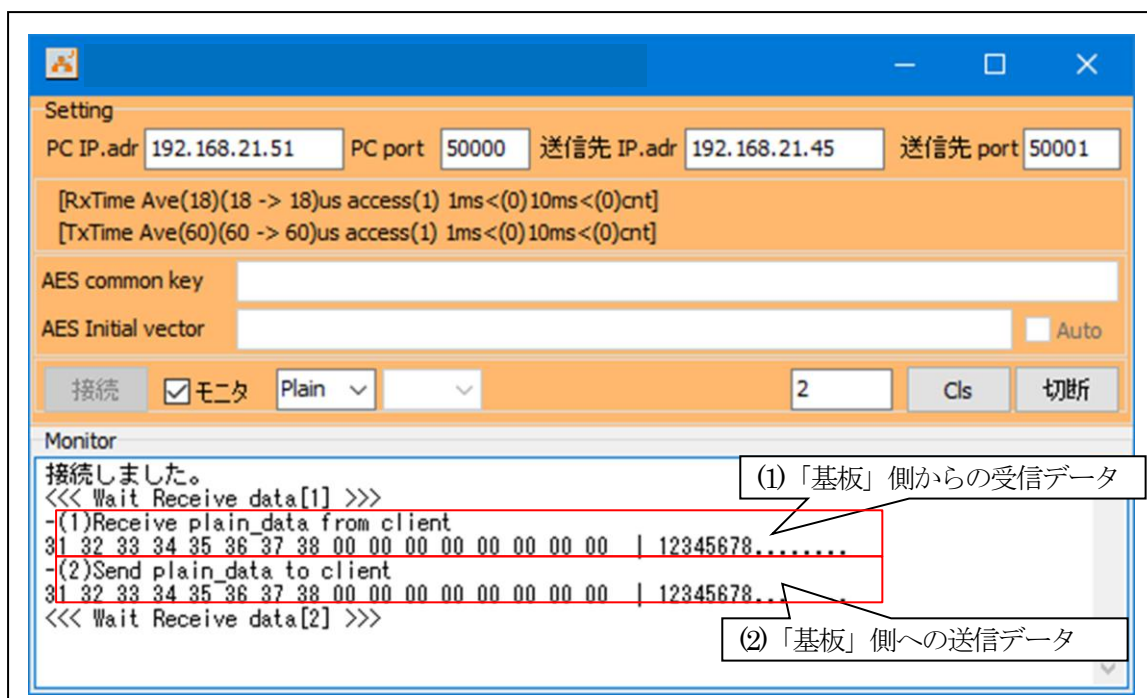 Setting
PC IP.adr 192.168.21.51 PC port 50000 送信先 IP.adr 192.168.21.45 送信先 port 50001
[RxTime Ave(18)(18 -> 18)us access(1) 1ms<(0)10ms<(0)cnt]
[TxTime Ave(60)(60 -> 60)us access(1) 1ms<(0)10ms<(0)cnt]
AES common key
AES Initial vector Auto
接続 モニタ Plain 2 Cls 切断
Monitor
接続しました。
<<< Wait Receive data[1] >>>
-(1)Receive plain_data from client
31 32 33 34 35 36 37 38 00 00 00 00 00 00 00 00 | 12345678........
-(2)Send plain_data to client
31 32 33 34 35 36 37 38 00 00 00 00 00 00 00 00 | 12345678........
<<< Wait Receive data[2] >>>
(1)「基板」側からの受信データ
(2)「基板」側への送信データ